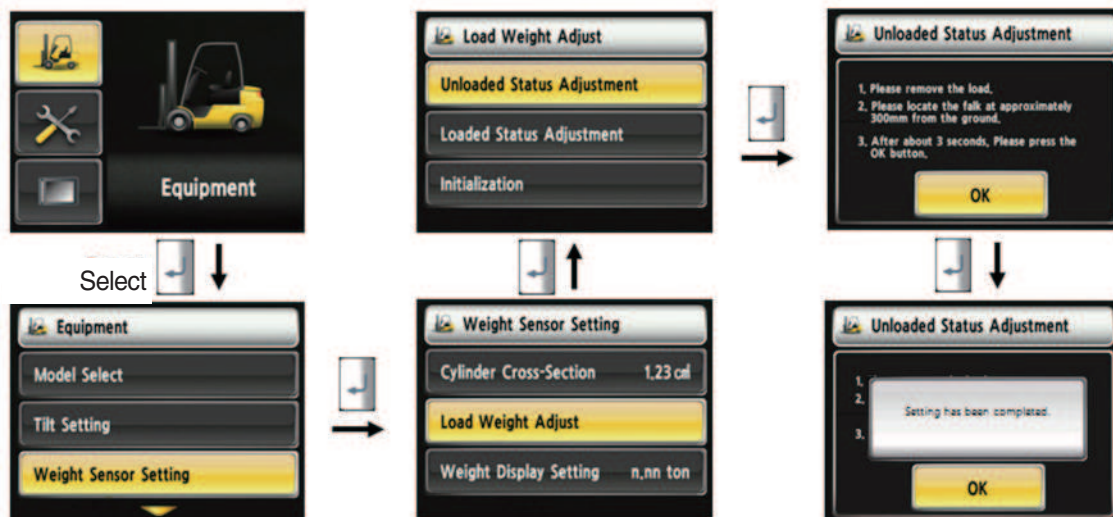 Equipment
Select
Equipment
Model Select
Tilt Setting
Weight Sensor Setting
Weight Sensor Setting
Cylinder Cross-Section 1,23 ㎠
Load Weight Adjust
Weight Display Setting n,nn ton
Load Weight Adjust
Unloaded Status Adjustment
Loaded Status Adjustment
Initialization
Unloaded Status Adjustment
1, Please remove the load,
2, Please locate the falk at approximately
300mm from the ground,
3, After about 3 seconds, Please press the
OK button,
OK
Unloaded Status Adjustment
1,
2,
Setting has been completed.
3,
OK